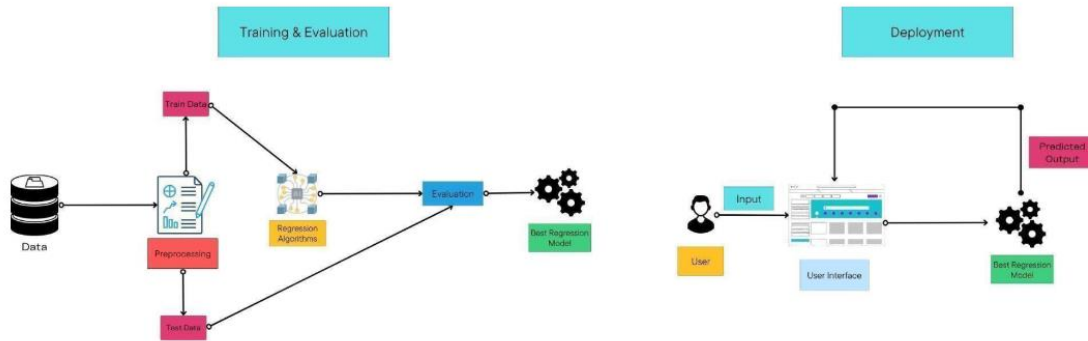 Training & Evaluation
Deployment
Train Data
Predicted
Output
Evaluation
Input
Regression
Algorithms
Data
Preprocessing
Best Regression
Model
User
User Interface
Best Regression
Model
Test Data